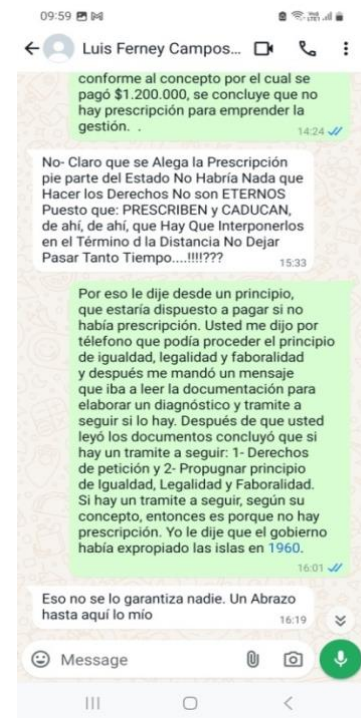 09:59
Luis Ferney Campos...
conforme al concepto por el cual se
pagó $1.200.000, se concluye que no
hay prescripción para emprender la
gestión. .
14:24
No- Claro que se Alega la Prescripción
pie parte del Estado No Habría Nada que
Hacer los Derechos No son ETERNOS
Puesto que: PRESCRIBEN y CADUCAN,
de ahí, de ahí, que Hay Que Interponerlos
en el Término d la Distancia No Dejar
Pasar Tanto Tiempo....!!!!???
15:33
Por eso le dije desde un principio,
que estaría dispuesto a pagar si no
había prescripción. Usted me dijo por
télefono que podía proceder el principio
de igualdad, legalidad y faboralidad
y después me mandó un mensaje
que iba a leer la documentación para
elaborar un diagnóstico y tramite a
seguir si lo hay. Después de que usted
leyó los documentos concluyó que si
hay un tramite a seguir: 1- Derechos
de petición y 2- Propugnar principio
de Igualdad, Legalidad y Faboralidad.
Si hay un tramite a seguir, según su
concepto, entonces es porque no hay
prescripción. Yo le dije que el gobierno
había expropiado las islas en 1960.
16:01
Eso no se lo garantiza nadie. Un Abrazo
hasta aquí lo mío
16:19
Message